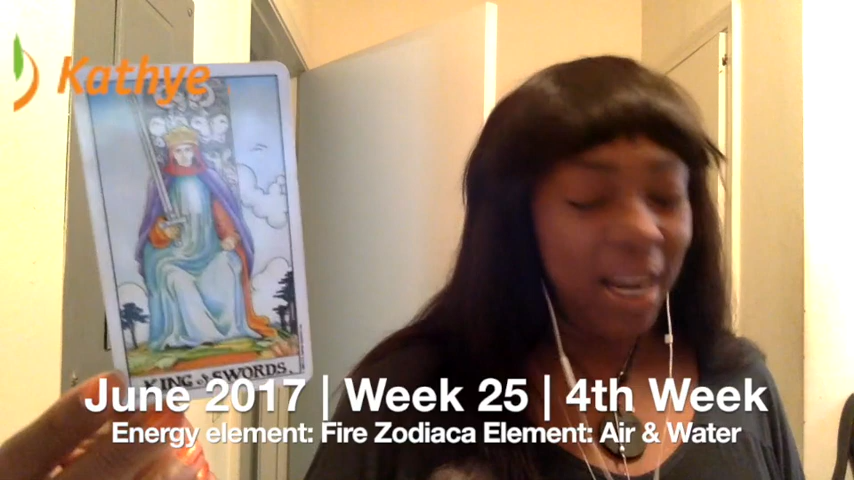 Kathye
KING of SWORDS.
June 2017 | Week 25 | 4th Week
Energy element: Fire Zodiaca Element: Air & Water